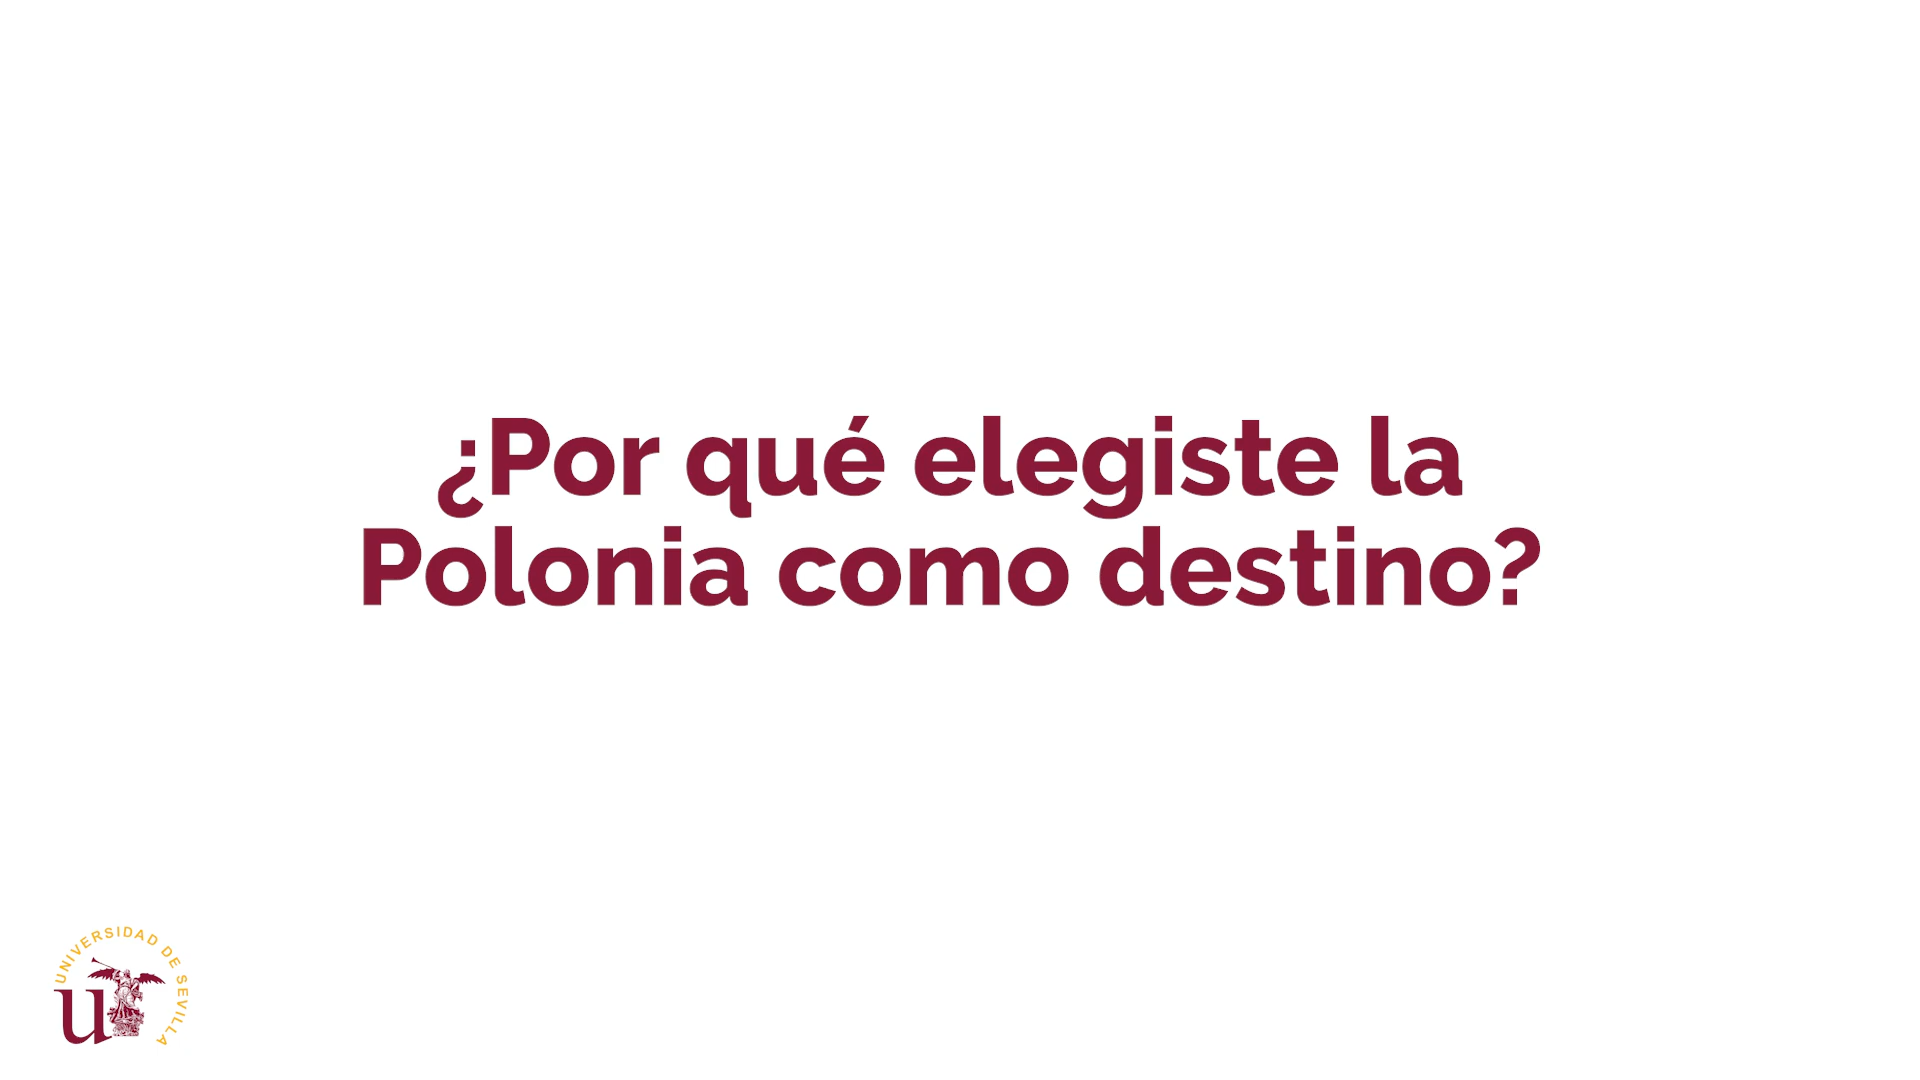 ¿Por qué elegiste la
Polonia como destino?
UNIVERSIDAD DE SEVILLA
u